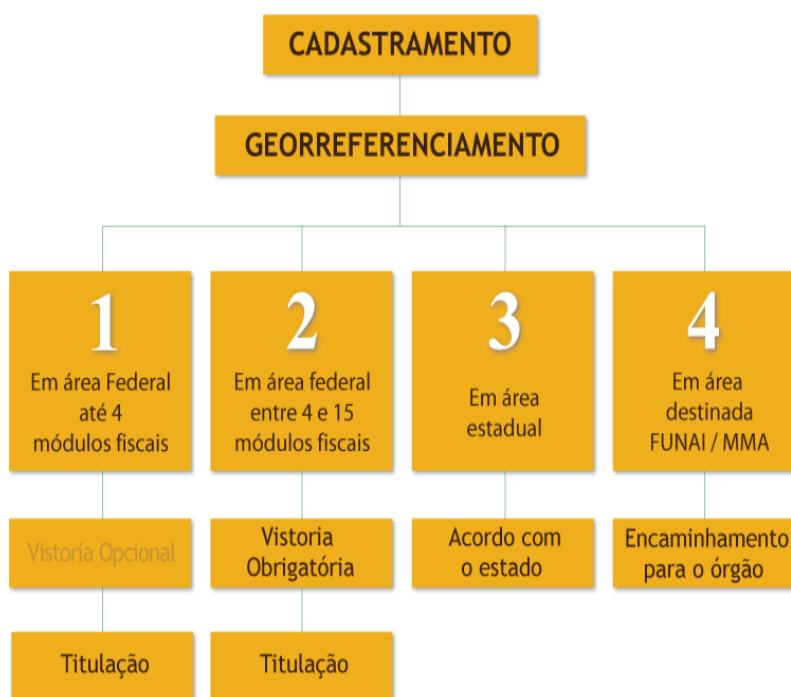 CADASTRAMENTO
GEORREFERENCIAMENTO
1
Em área Federal
até 4
módulos fiscais
2
Em área federal
entre 4 e 15
módulos fiscais
3
Em área
estadual
4
Em área
destinada
FUNAI / MMA
Vistoria Opcional
Vistoria
Obrigatória
Acordo com
o estado
Encaminhamento
para o órgão
Titulação
Titulação